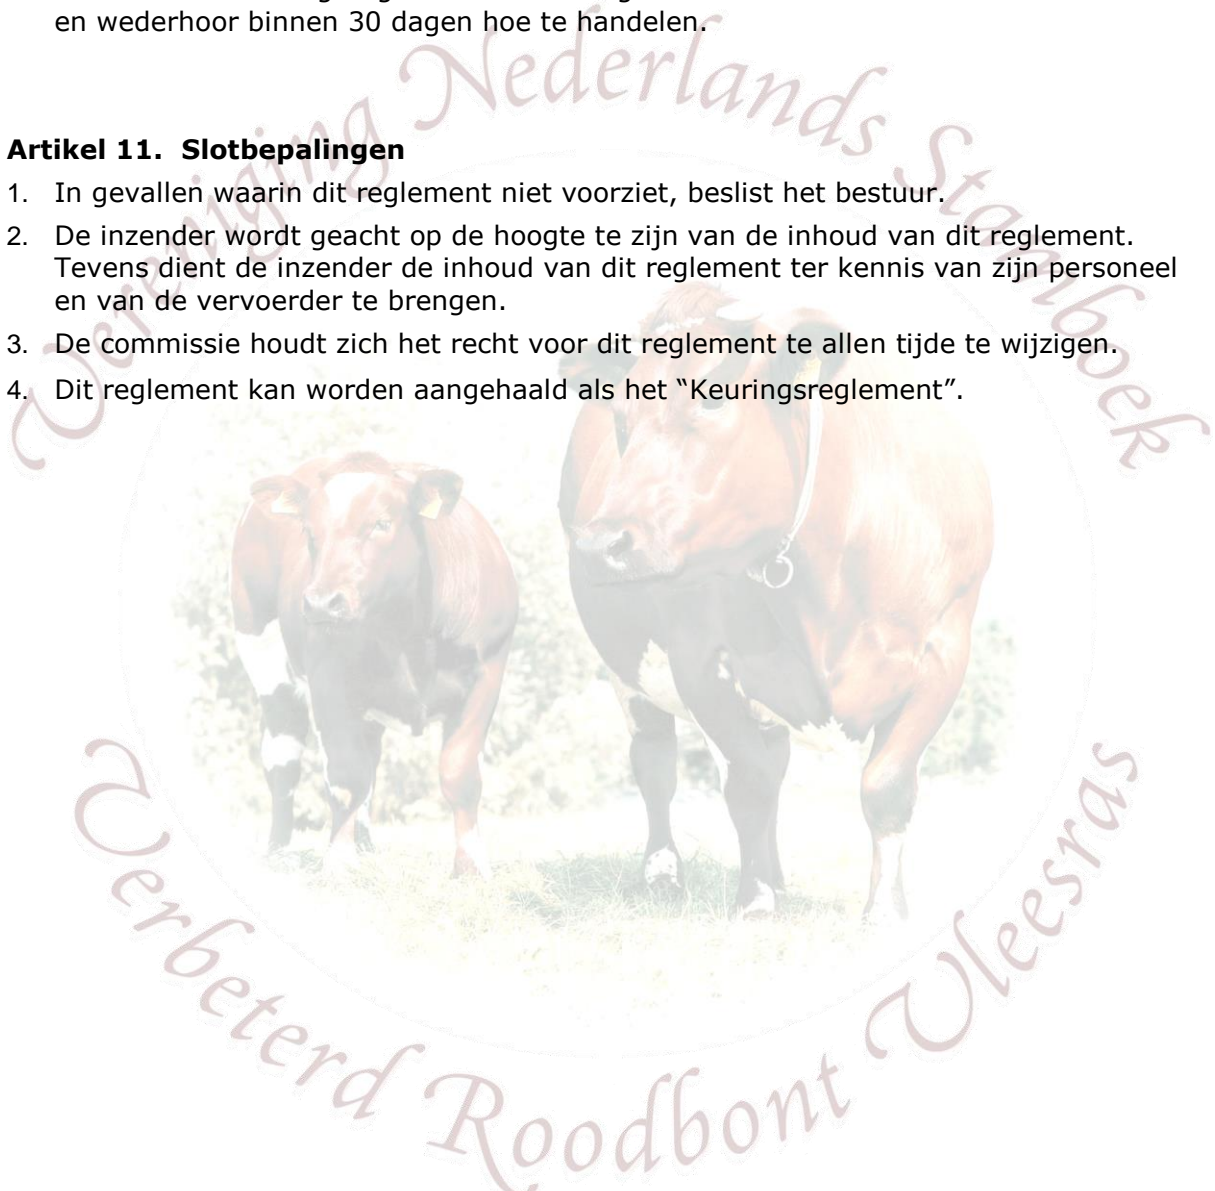 en wederhoor binnen 30 dagen hoe te handelen.
Artikel 11. Slotbepalingen
1. In gevallen waarin dit reglement niet voorziet, beslist het bestuur.
2. De inzender wordt geacht op de hoogte te zijn van de inhoud van dit reglement.
Tevens dient de inzender de inhoud van dit reglement ter kennis van zijn personeel
en van de vervoerder te brengen.
3. De commissie houdt zich het recht voor dit reglement te allen tijde te wijzigen.
4. Dit reglement kan worden aangehaald als het “Keuringsreglement”.
Vereniging Nederlands Stamboek
Verbeterd Roodbont Vleesras